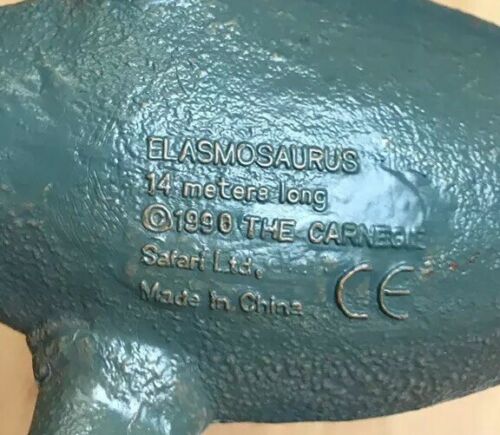 ELASMOSAURUS
14 meters long
©1990 THE CARNEGIE
Safari Ltd.
Made in China CE